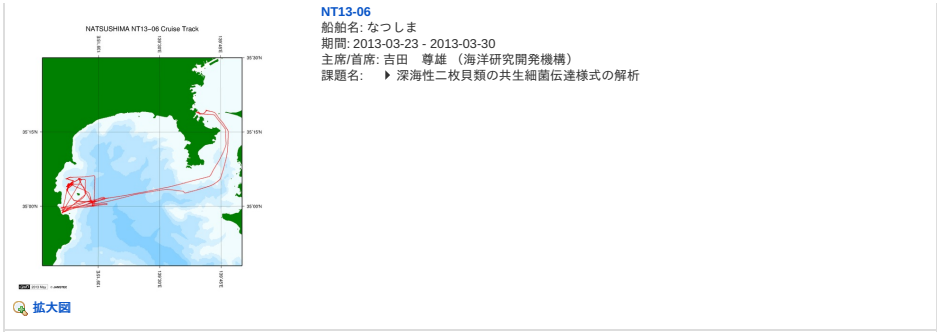 NT13-06
船舶名: なつしま
期間: 2013-03-23 - 2013-03-30
主席/首席: 吉田　尊雄 （海洋研究開発機構）
課題名: 深海性二枚貝類の共生細菌伝達様式の解析
NATSUSHIMA NT13-06 Cruise Track
35˚30'N
35˚15'N
35˚15'N
35˚00'N
35˚00'N
拡大図